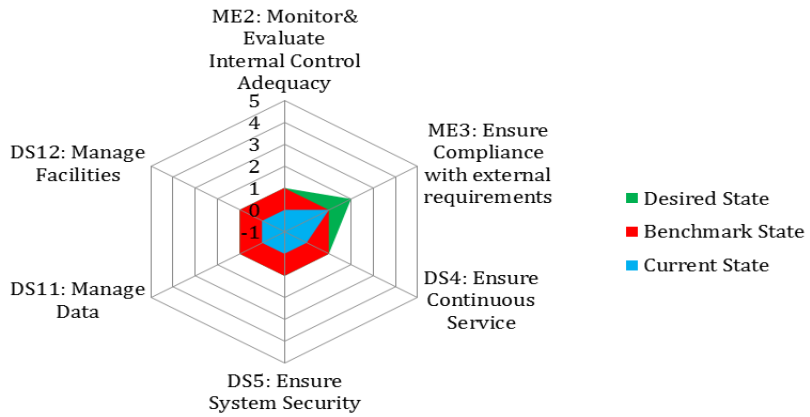 ME2: Monitor&
Evaluate
Internal Control
Adequacy
5
4
3
2
1
0
-1
ME3: Ensure
Compliance
with external
requirements
DS4: Ensure
Continuous
Service
DS5: Ensure
System Security
DS11: Manage
Data
DS12: Manage
Facilities
Desired State
Benchmark State
Current State